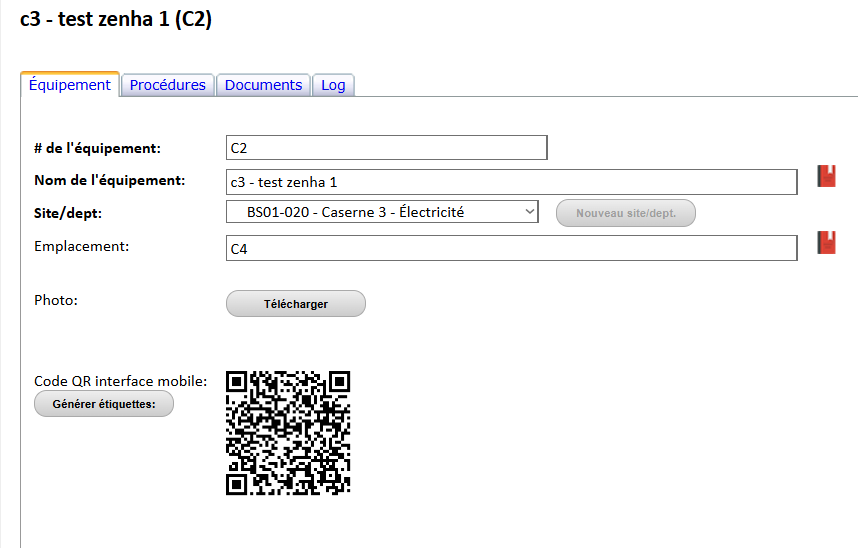 c3 - test zenha 1 (C2)
Équipement Procédures Documents Log
# de l'équipement: C2
Nom de l'équipement: c3 - test zenha 1
Site/dept: BS01-020 - Caserne 3 - Électricité Nouveau site/dept.
Emplacement: C4
Photo: Télécharger
Code QR interface mobile:
Générer étiquettes: